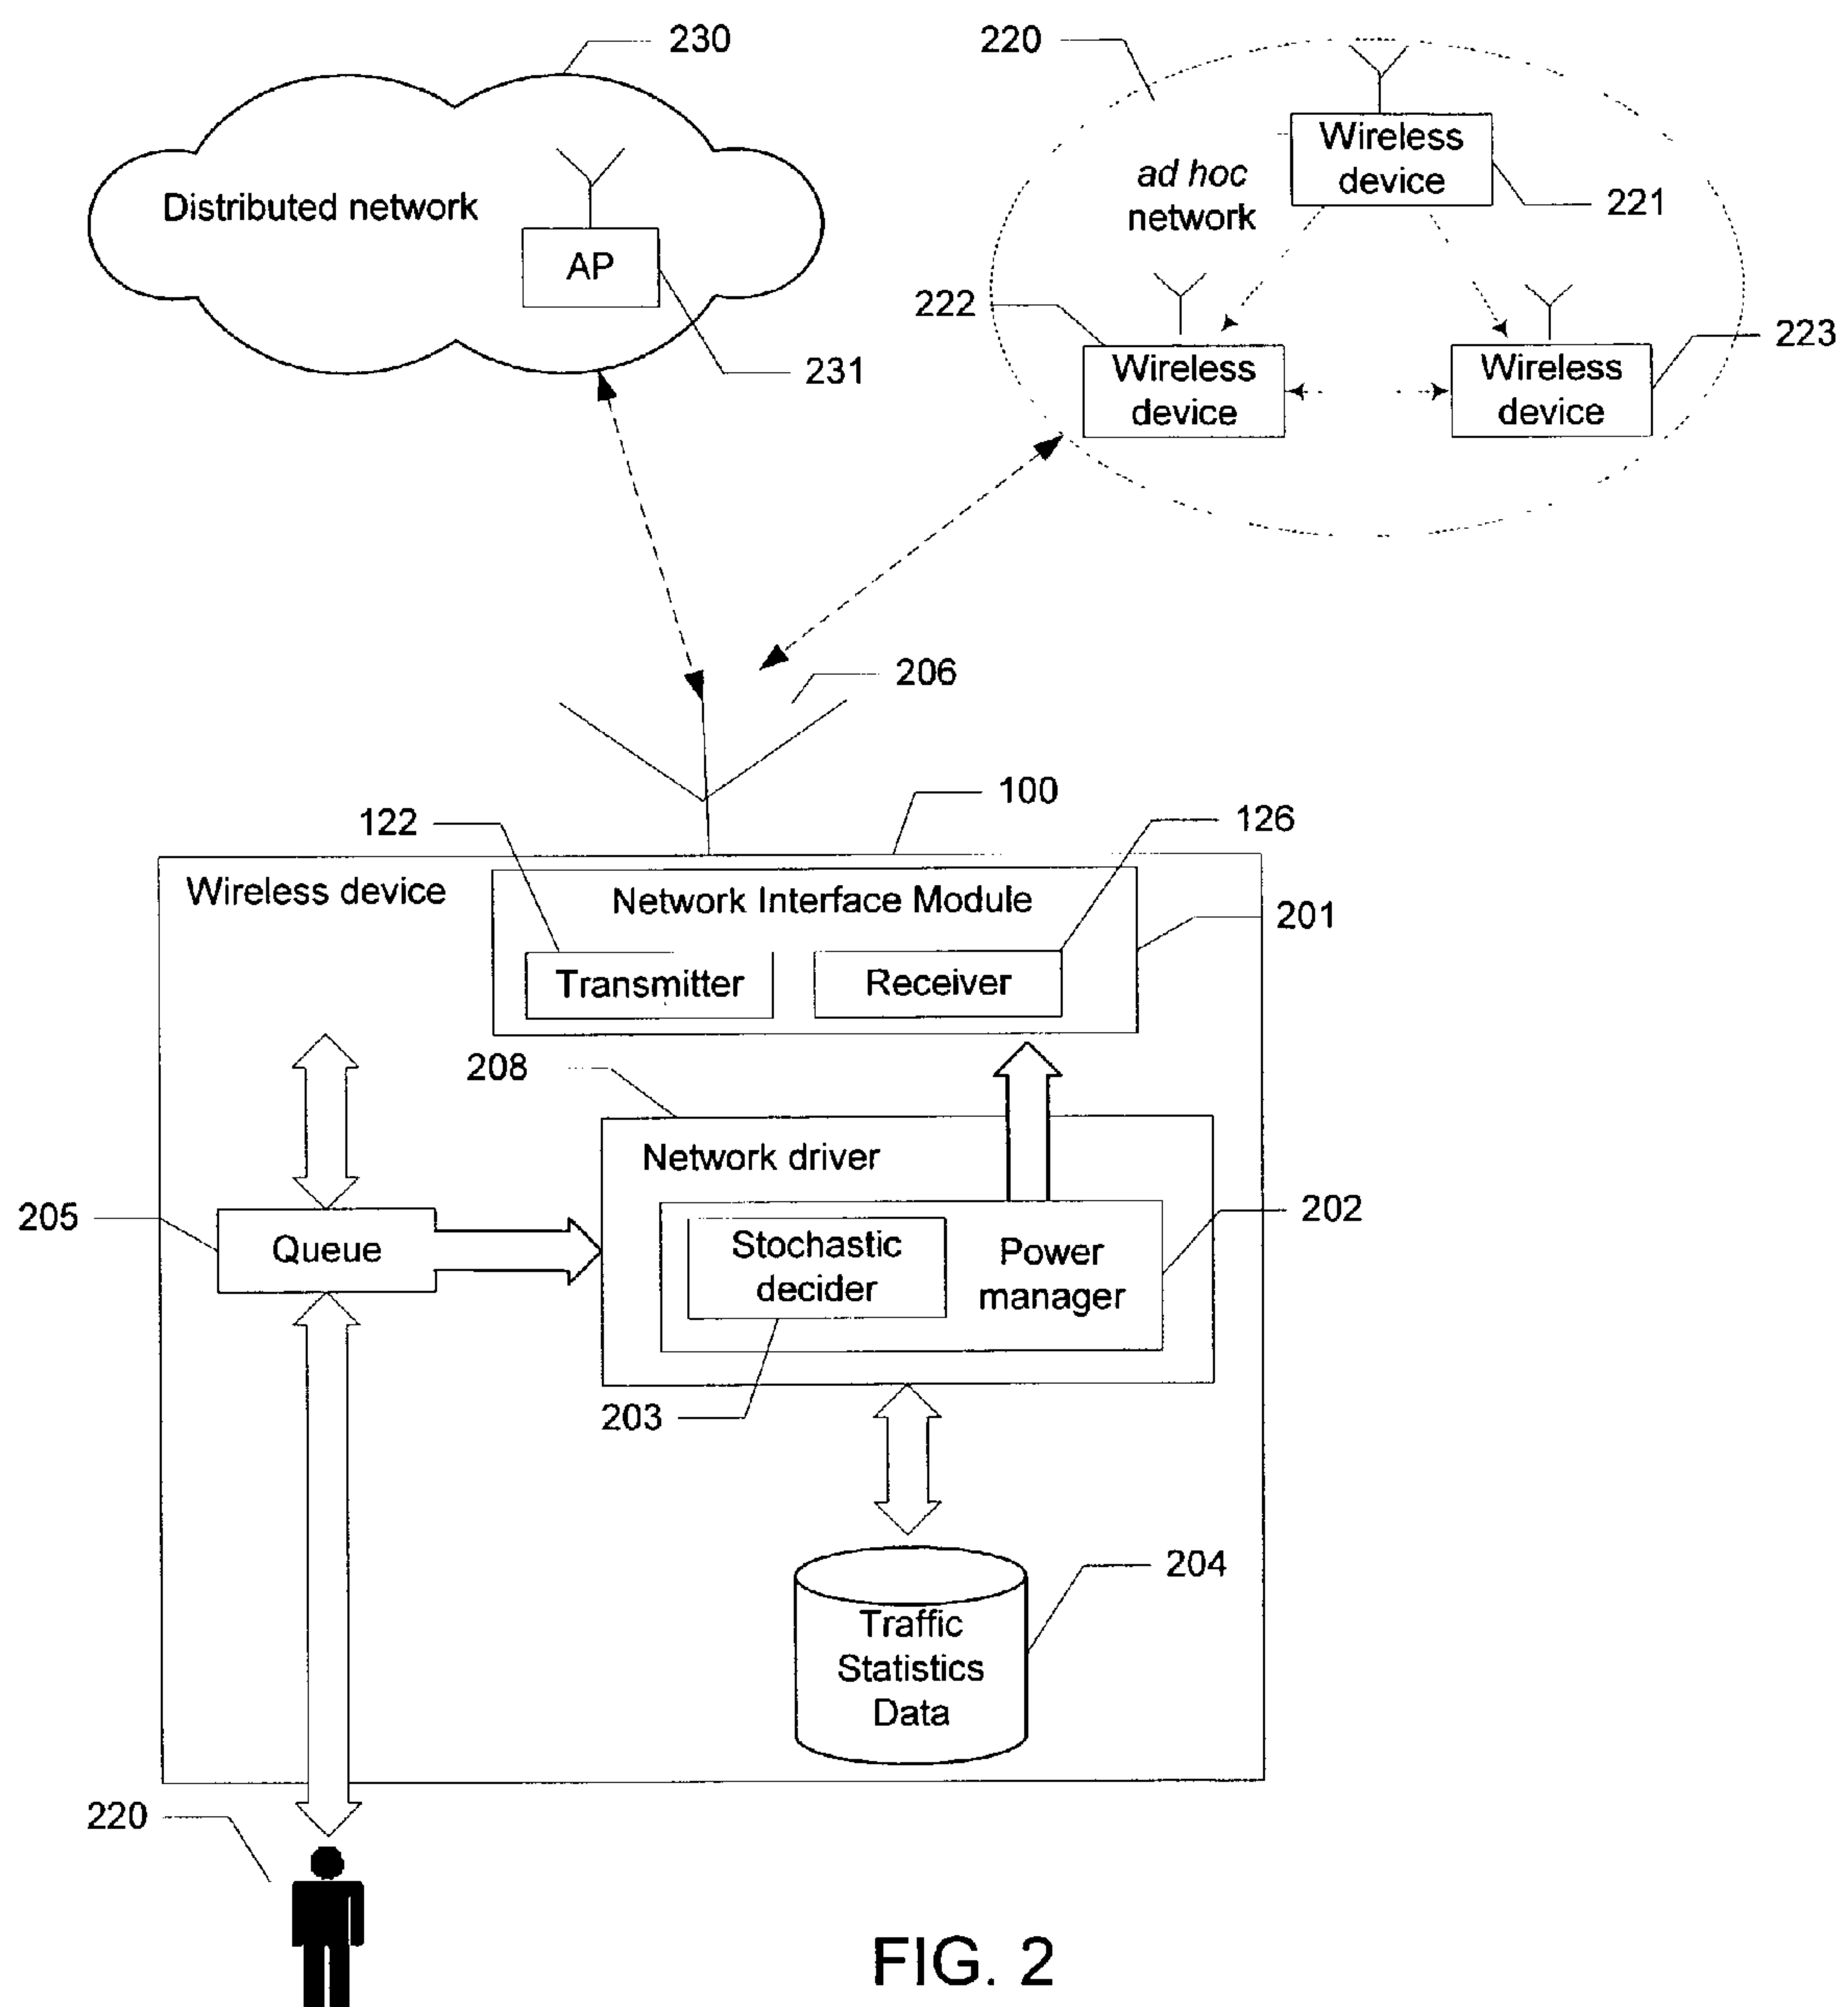 230
220
Wireless
device
ad hoc
network
221
Distributed network
AP
222
223
231
Wireless
device
Wireless
device
206
100
122
126
Wireless device
Network Interface Module
201
Transmitter
Receiver
208
Network driver
205
202
Queue
Stochastic
decider
Power
manager
203
204
Traffic
Statistics
Data
220
FIG. 2